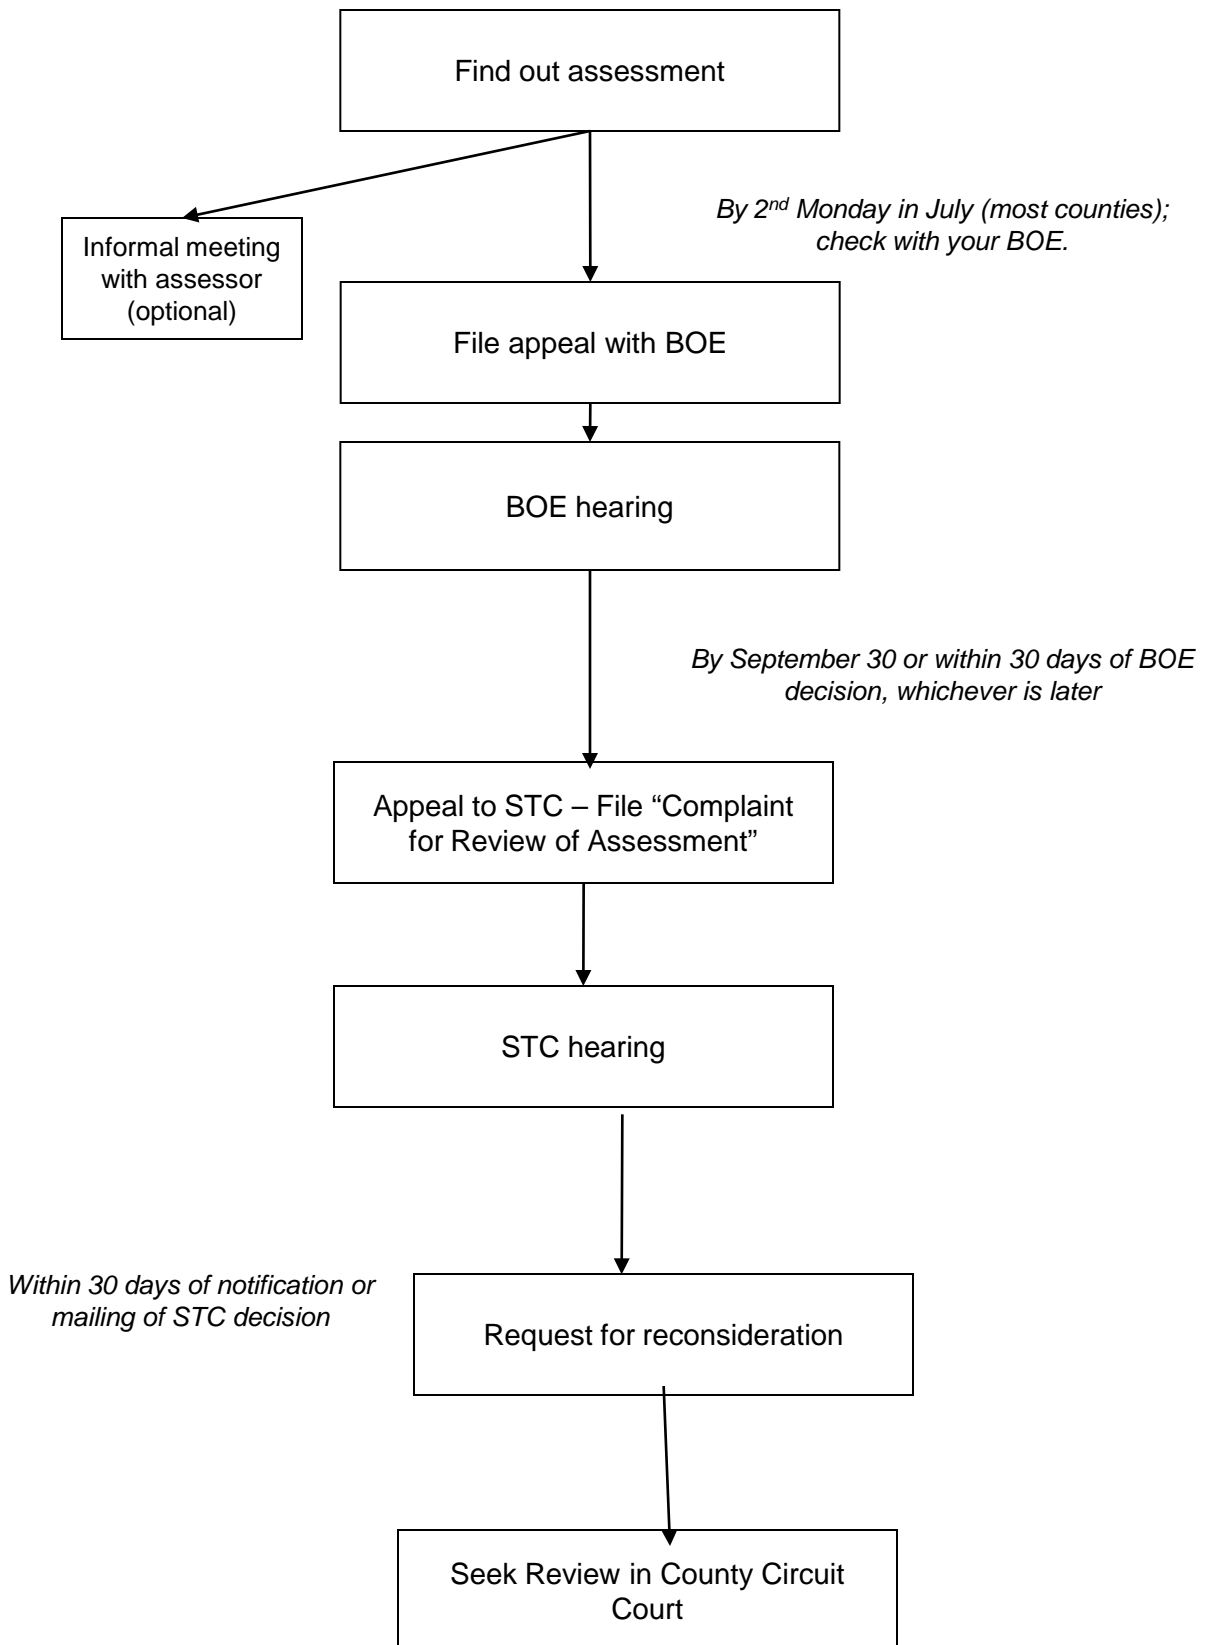 Find out assessment
By 2nd Monday in July (most counties);
check with your BOE.
Informal meeting
with assessor
(optional)
File appeal with BOE
BOE hearing
By September 30 or within 30 days of BOE
decision, whichever is later
Appeal to STC – File “Complaint
for Review of Assessment”
STC hearing
Within 30 days of notification or
mailing of STC decision
Request for reconsideration
Seek Review in County Circuit
Court